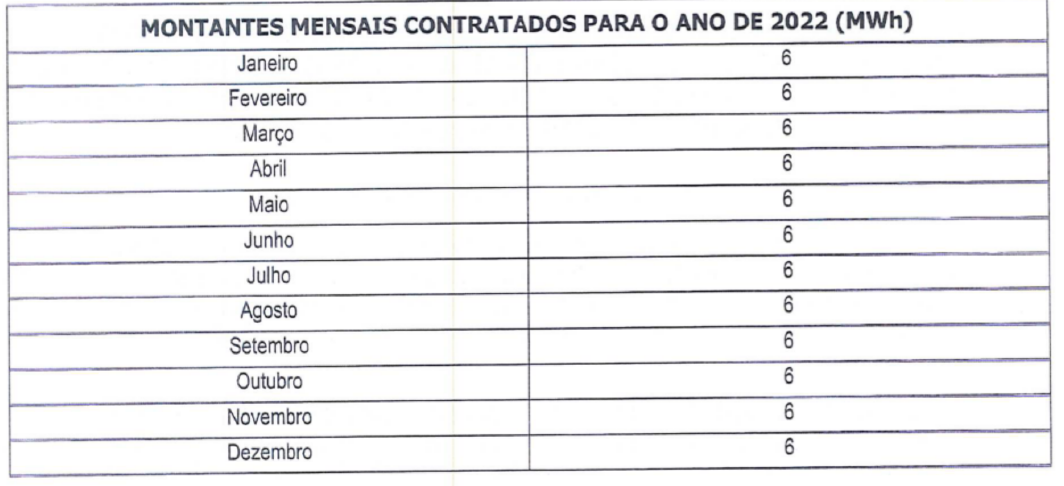 MONTANTES MENSAIS CONTRATADOS PARA O ANO DE 2022 (MWh)
Janeiro 6
Fevereiro 6
Março 6
Abril 6
Maio 6
Junho 6
Julho 6
Agosto 6
Setembro 6
Outubro 6
Novembro 6
Dezembro 6